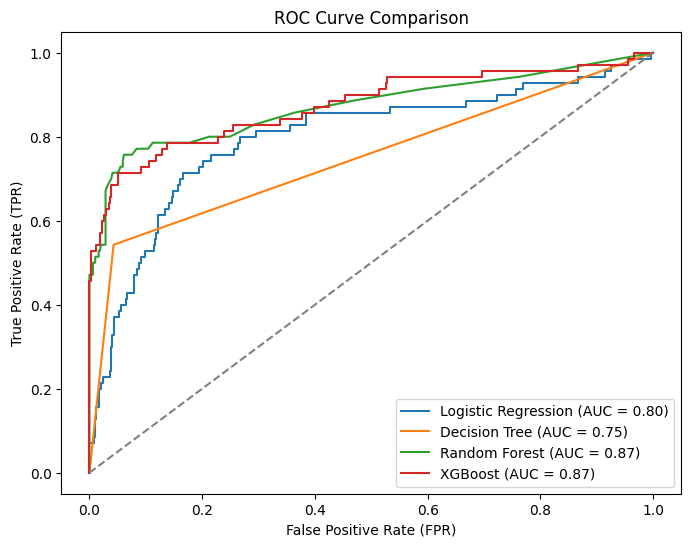 ROC Curve Comparison
True Positive Rate (TPR)
1.0
0.8
0.6
0.4
0.2
0.0
Logistic Regression (AUC = 0.80)
Decision Tree (AUC = 0.75)
Random Forest (AUC = 0.87)
XGBoost (AUC = 0.87)
0.0 0.2 0.4 0.6 0.8 1.0
False Positive Rate (FPR)